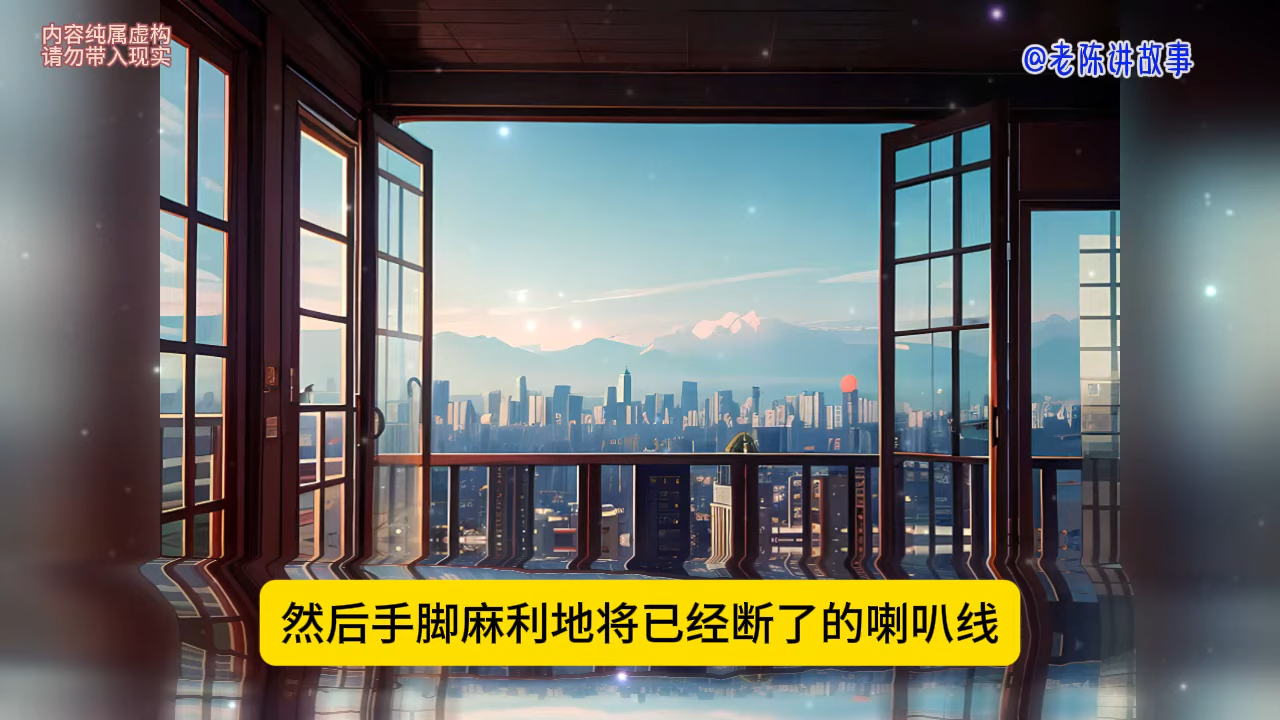 内容纯属虚构
请勿带入现实
@老陈讲故事
然后手脚麻利地将已经断了的喇叭线